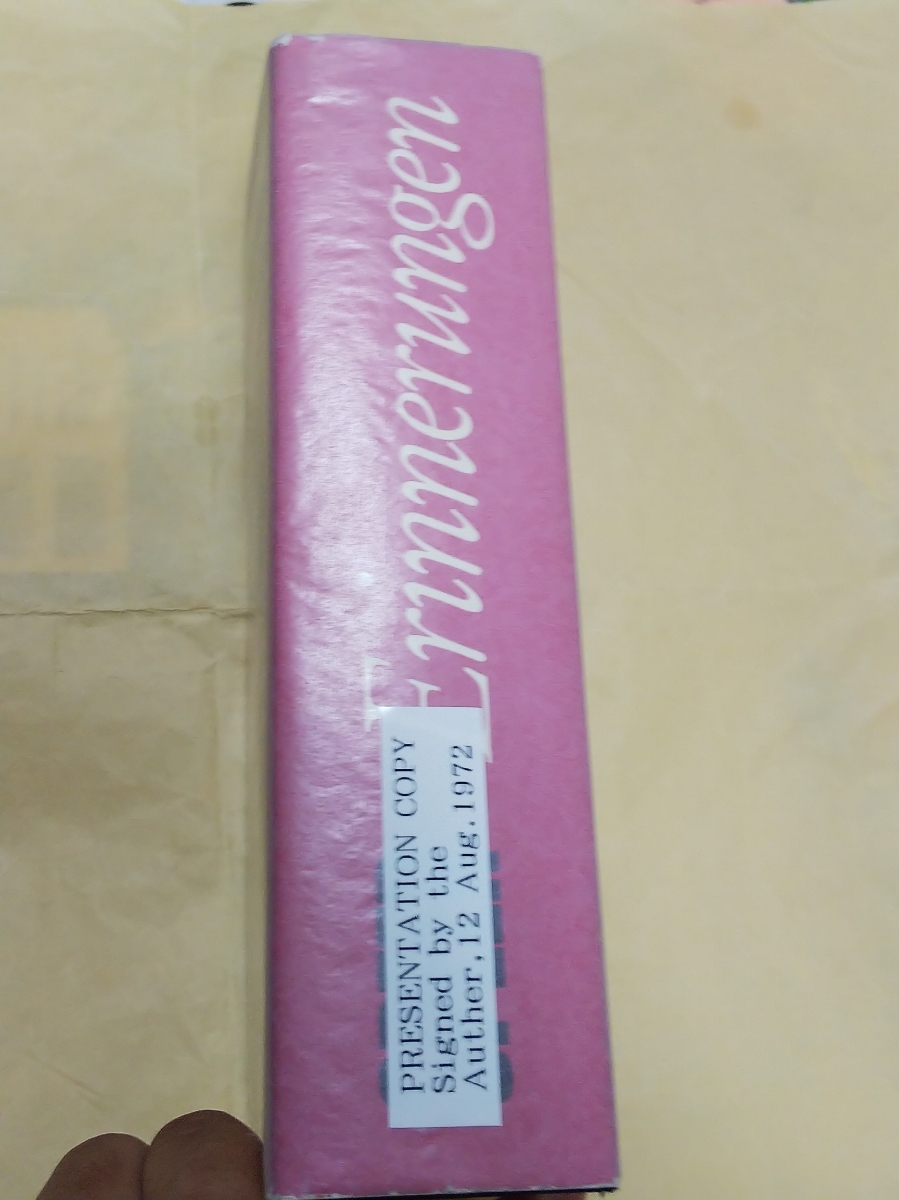 Erinnerungen
PRESENTATION COPY
Signed by the
Auther,12 Aug.1972